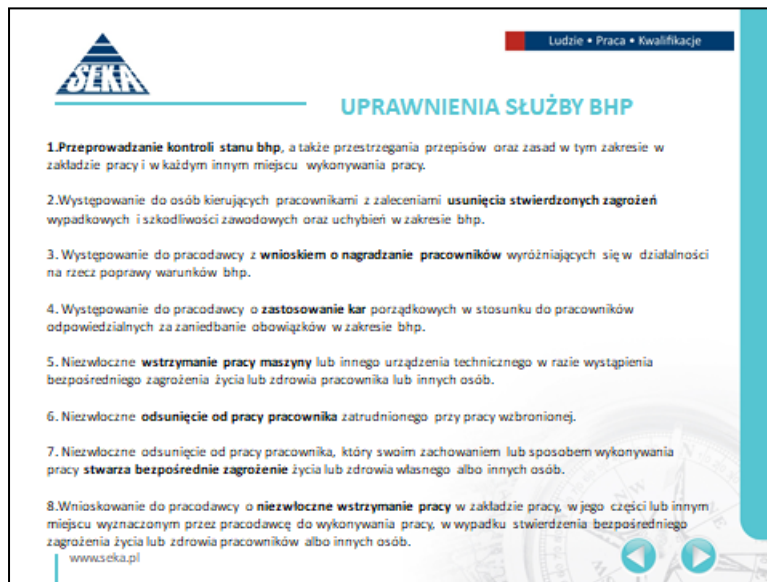 SEKA
Ludzie • Praca • Kwalifikacje
UPRAWNIENIA SŁUŻBY BHP
1.Przeprowadzanie kontroli stanu bhp, a także przestrzegania przepisów oraz zasad w tym zakresie w
zakładzie pracy i w każdym innym miejscu wykonywania pracy.
2.Występowanie do osób kierujących pracownikami z zaleceniami usunięcia stwierdzonych zagrożeń
wypadkowych i szkodliwości zawodowych oraz uchybień w zakresie bhp.
3. Występowanie do pracodawcy z wnioskiem o nagradzanie pracowników wyróżniających się w działalności
na rzecz poprawy warunków bhp.
4. Występowanie do pracodawcy o zastosowanie kar porządkowych w stosunku do pracowników
odpowiedzialnych za zaniedbanie obowiązków w zakresie bhp.
5. Niezwłoczne wstrzymanie pracy maszyny lub innego urządzenia technicznego w razie wystąpienia
bezpośredniego zagrożenia życia lub zdrowia pracownika lub innych osób.
6. Niezwłoczne odsunięcie od pracy pracownika zatrudnionego przy pracy wzbronionej.
7. Niezwłoczne odsunięcie od pracy pracownika, który swoim zachowaniem lub sposobem wykonywania
pracy stwarza bezpośrednie zagrożenie życia lub zdrowia własnego albo innych osób.
8.Wnioskowanie do pracodawcy o niezwłoczne wstrzymanie pracy w zakładzie pracy, w jego części lub innym
miejscu wyznaczonym przez pracodawcę do wykonywania pracy, w wypadku stwierdzenia bezpośredniego
zagrożenia życia lub zdrowia pracowników albo innych osób.
www.seka.pl